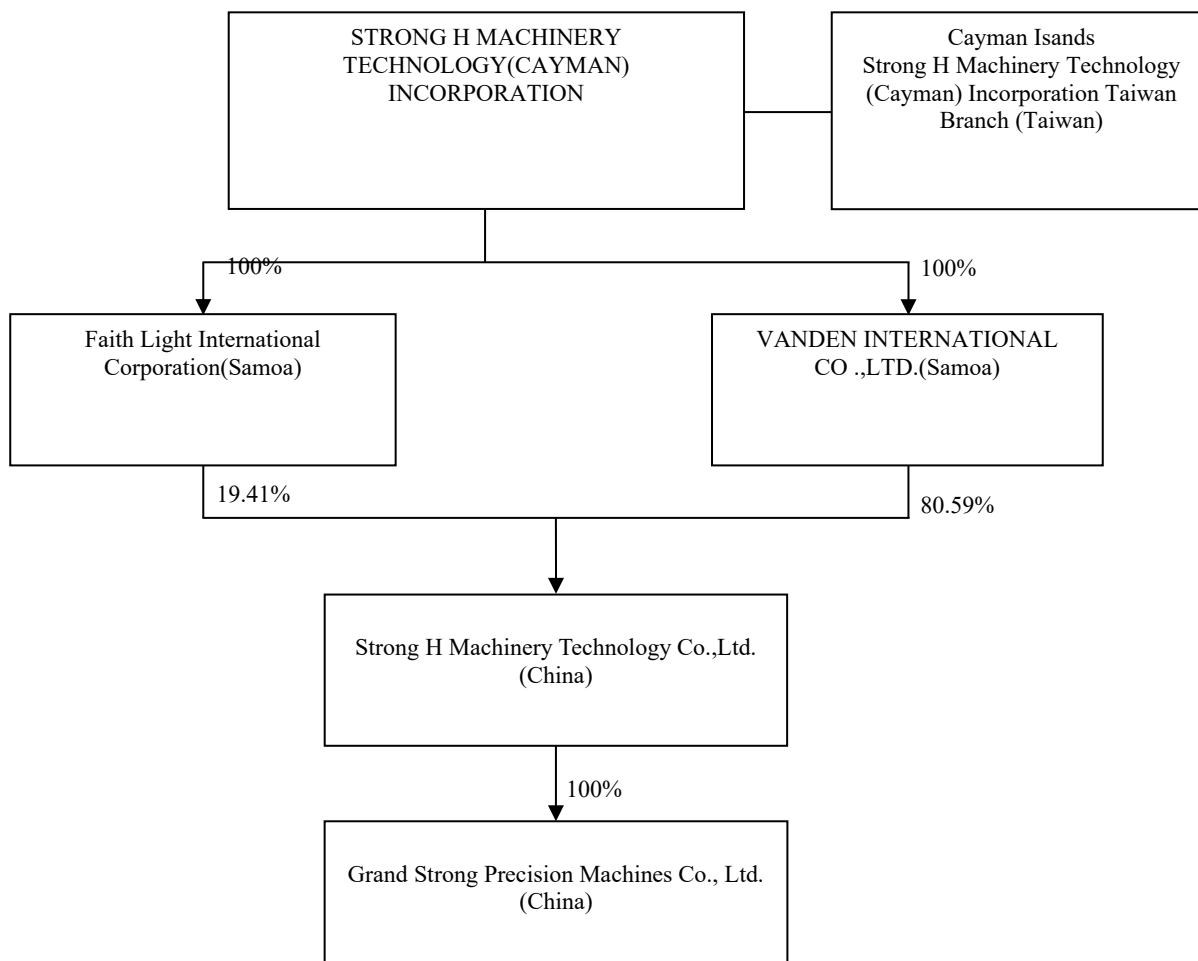 STRONG H MACHINERY
TECHNOLOGY(CAYMAN)
INCORPORATION
Cayman Isands
Strong H Machinery Technology
(Cayman) Incorporation Taiwan
Branch (Taiwan)
100%
100%
Faith Light International
Corporation(Samoa)
VANDEN INTERNATIONAL
CO .,LTD.(Samoa)
19.41%
80.59%
Strong H Machinery Technology Co.,Ltd.
(China)
100%
Grand Strong Precision Machines Co., Ltd.
(China)